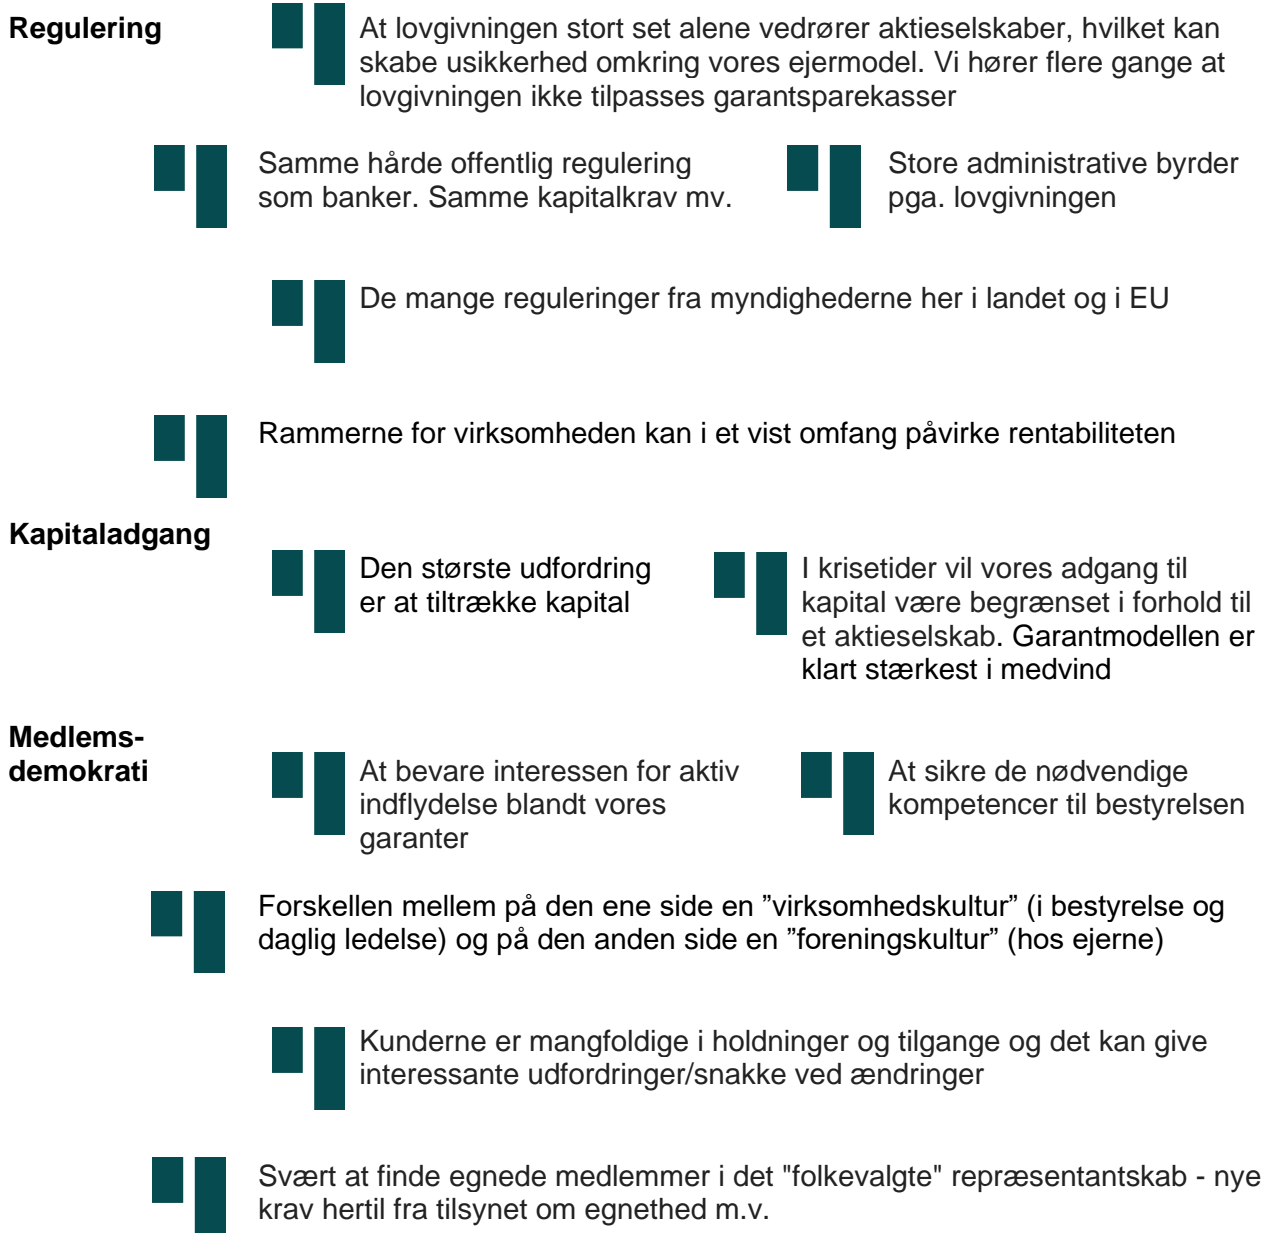 Regulering
At lovgivningen stort set alene vedrører aktieselskaber, hvilket kan
skabe usikkerhed omkring vores ejermodel. Vi hører flere gange at
lovgivningen ikke tilpasses garantsparekasser
Samme hårde offentlig regulering
som banker. Samme kapitalkrav mv.
Store administrative byrder
pga. lovgivningen
De mange reguleringer fra myndighederne her i landet og i EU
Rammerne for virksomheden kan i et vist omfang påvirke rentabiliteten
Kapitaladgang
Den største udfordring
er at tiltrække kapital
I krisetider vil vores adgang til
kapital være begrænset i forhold til
et aktieselskab. Garantmodellen er
klart stærkest i medvind
Medlems-
demokrati
At bevare interessen for aktiv
indflydelse blandt vores
garanter
At sikre de nødvendige
kompetencer til bestyrelsen
Forskellen mellem på den ene side en ”virksomhedskultur” (i bestyrelse og
daglig ledelse) og på den anden side en ”foreningskultur” (hos ejerne)
Kunderne er mangfoldige i holdninger og tilgange og det kan give
interessante udfordringer/snakke ved ændringer
Svært at finde egnede medlemmer i det "folkevalgte" repræsentantskab - nye
krav hertil fra tilsynet om egnethed m.v.